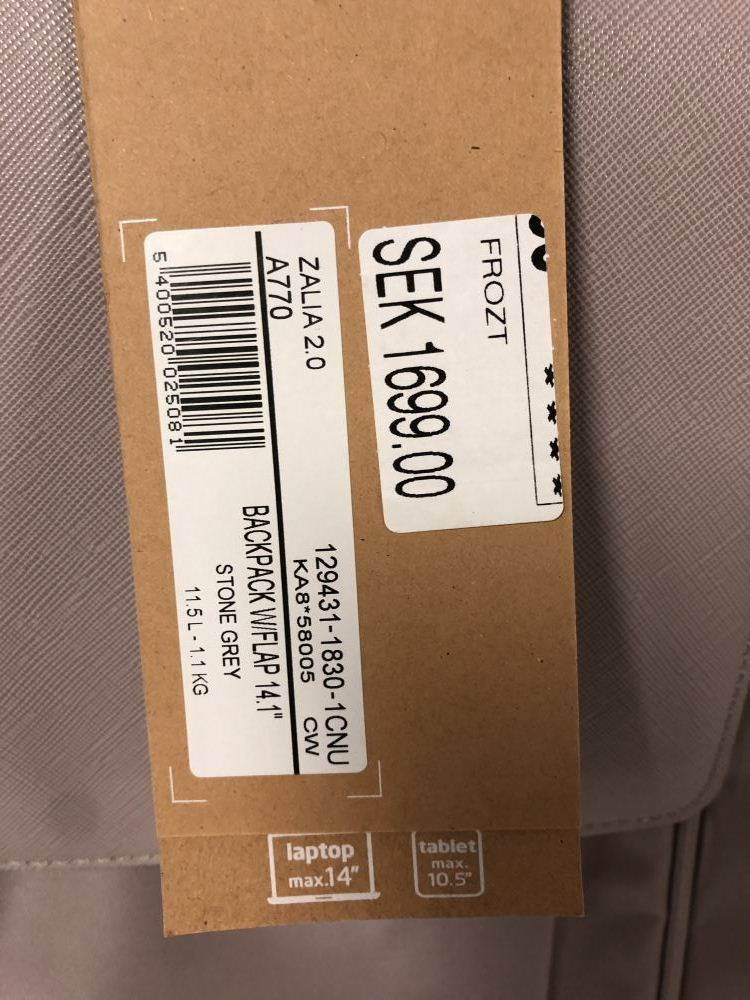 FROZT
****
SEK 1699.00
ZALIA 2.0
129431-1830-1CNU
A770
KA8*58005
CW
BACKPACK W/FLAP 14.1"
STONE GREY
11.5 L - 1.1 KG
5 400520 025081
laptop
max.14"
tablet
max.
10.5"